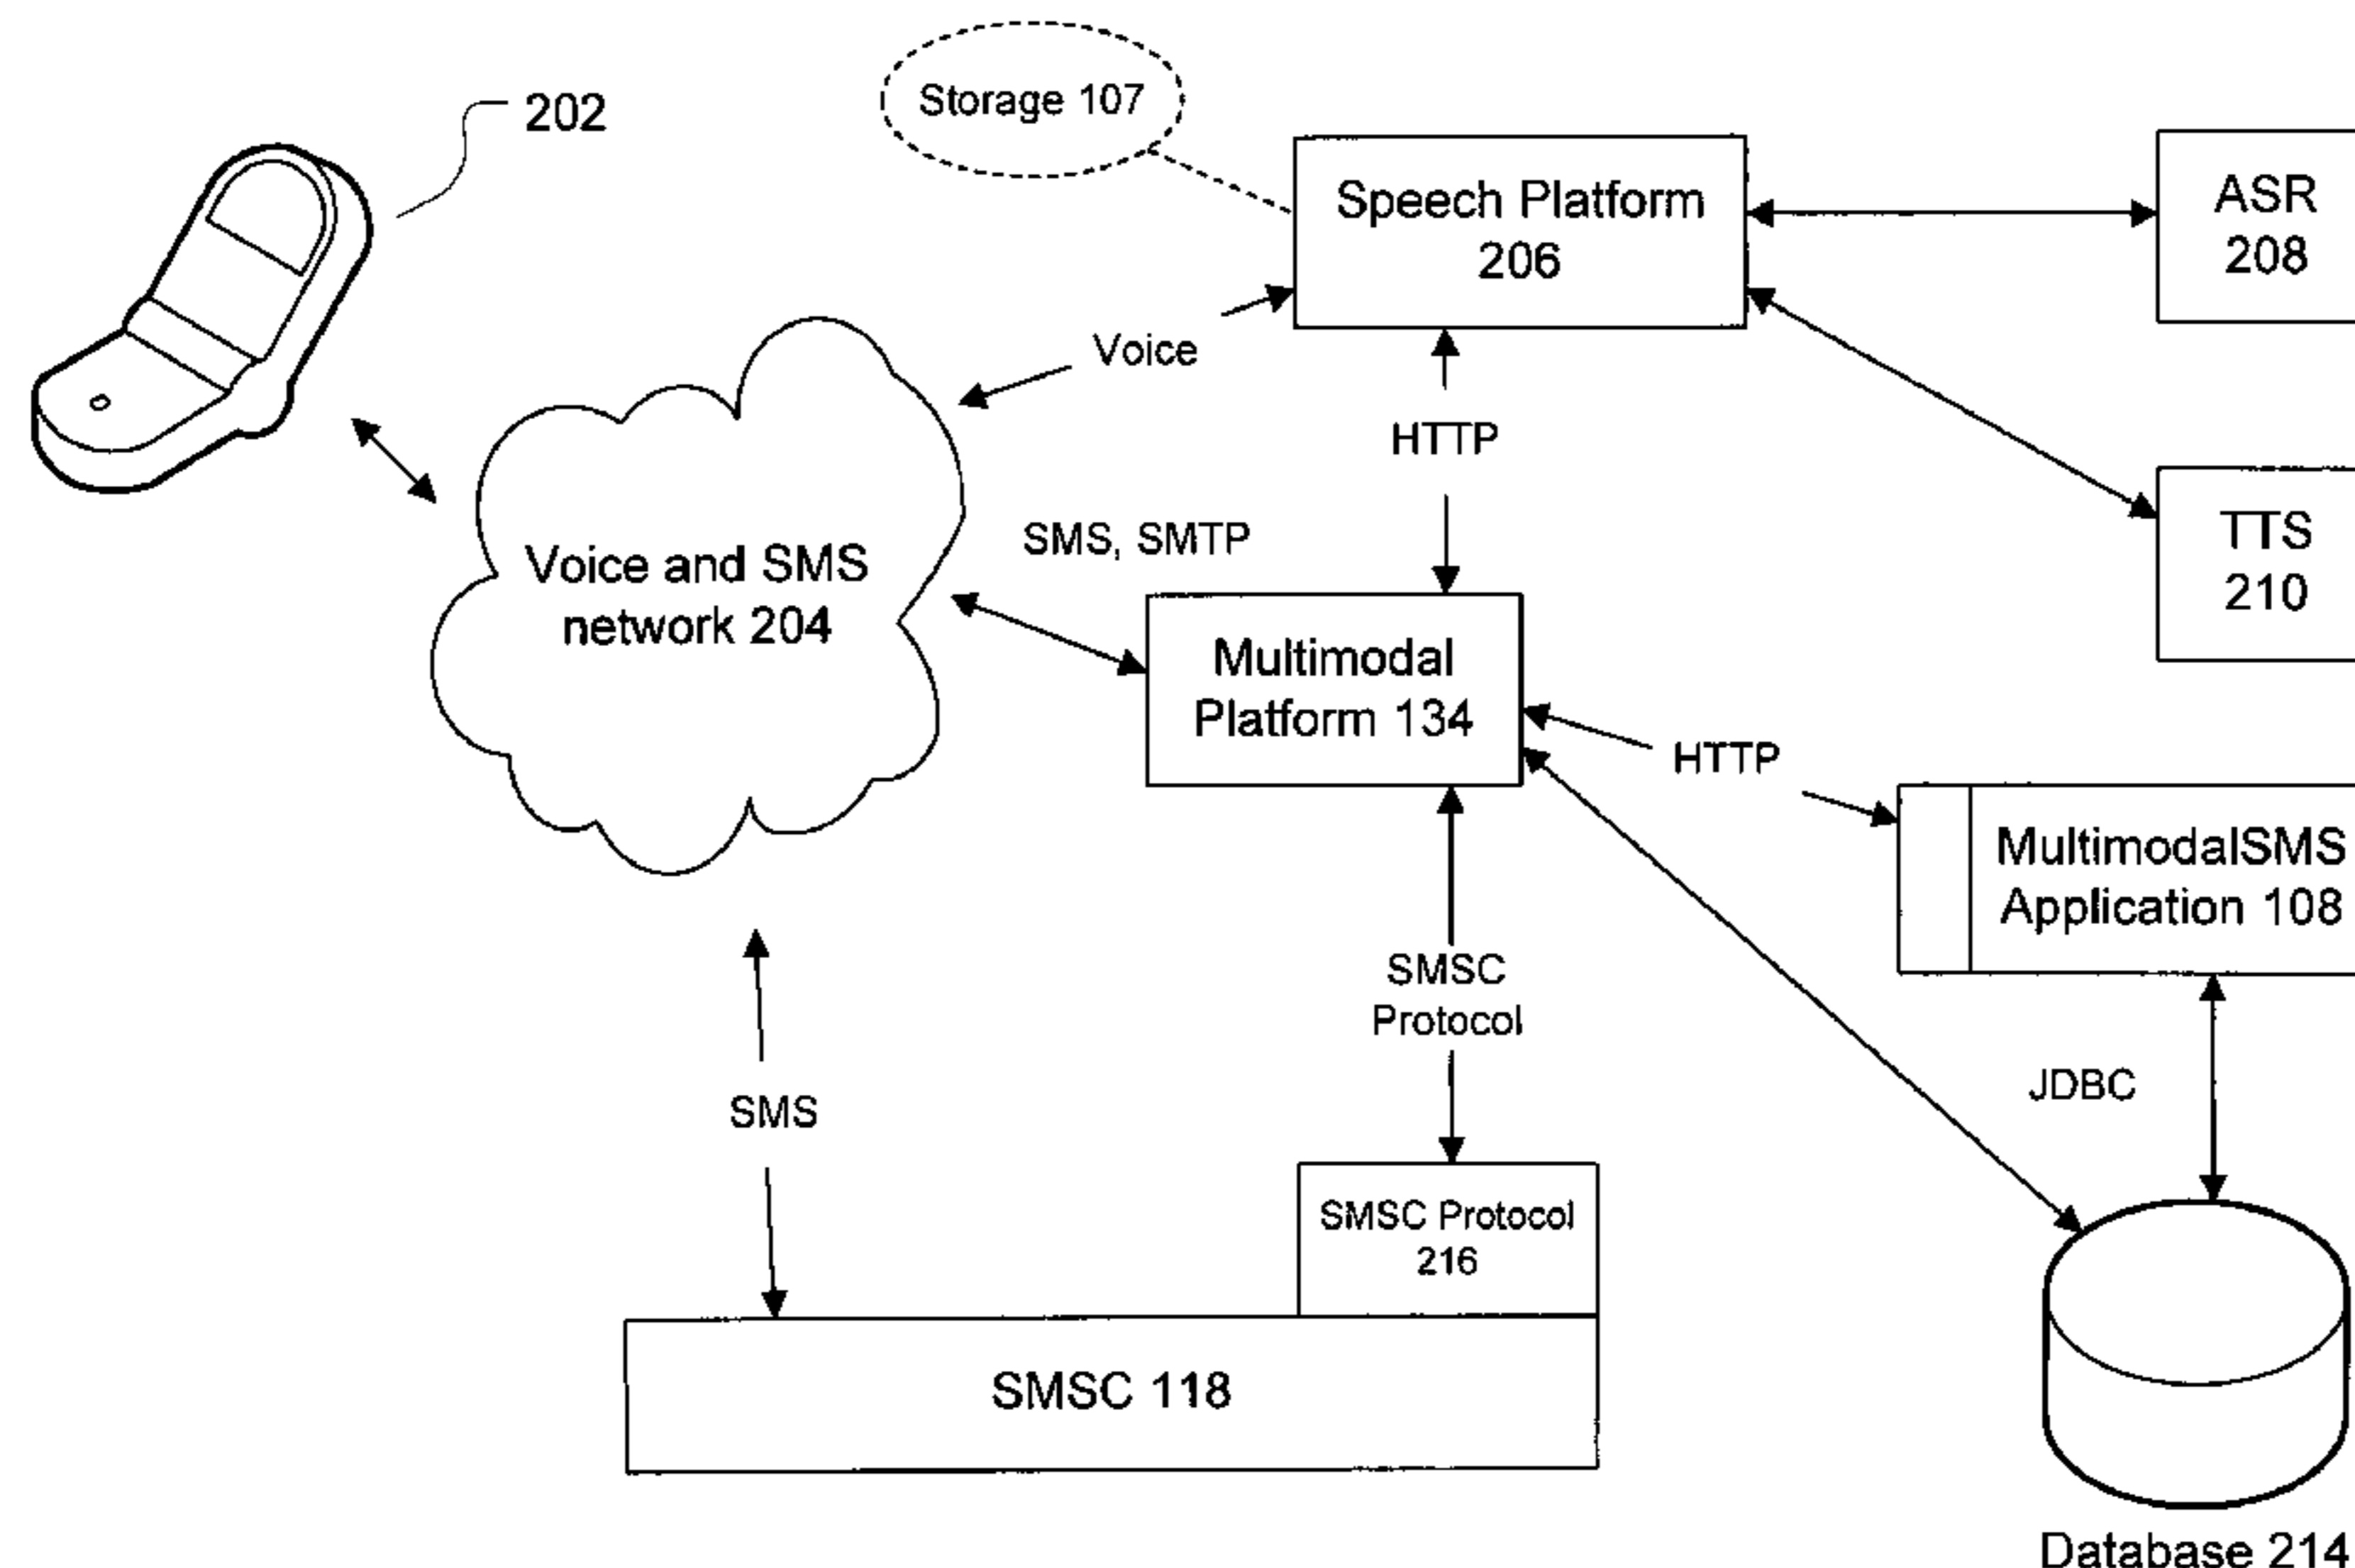 202
Storage 107
Speech Platform
206
ASR
208
Voice
HTTP
TTS
210
SMS, SMTP
Voice and SMS
network 204
Multimodal
Platform 134
HTTP
MultimodalSMS
Application 108
SMSC
Protocol
JDBC
SMS
SMSC Protocol
216
SMSC 118
Database 214